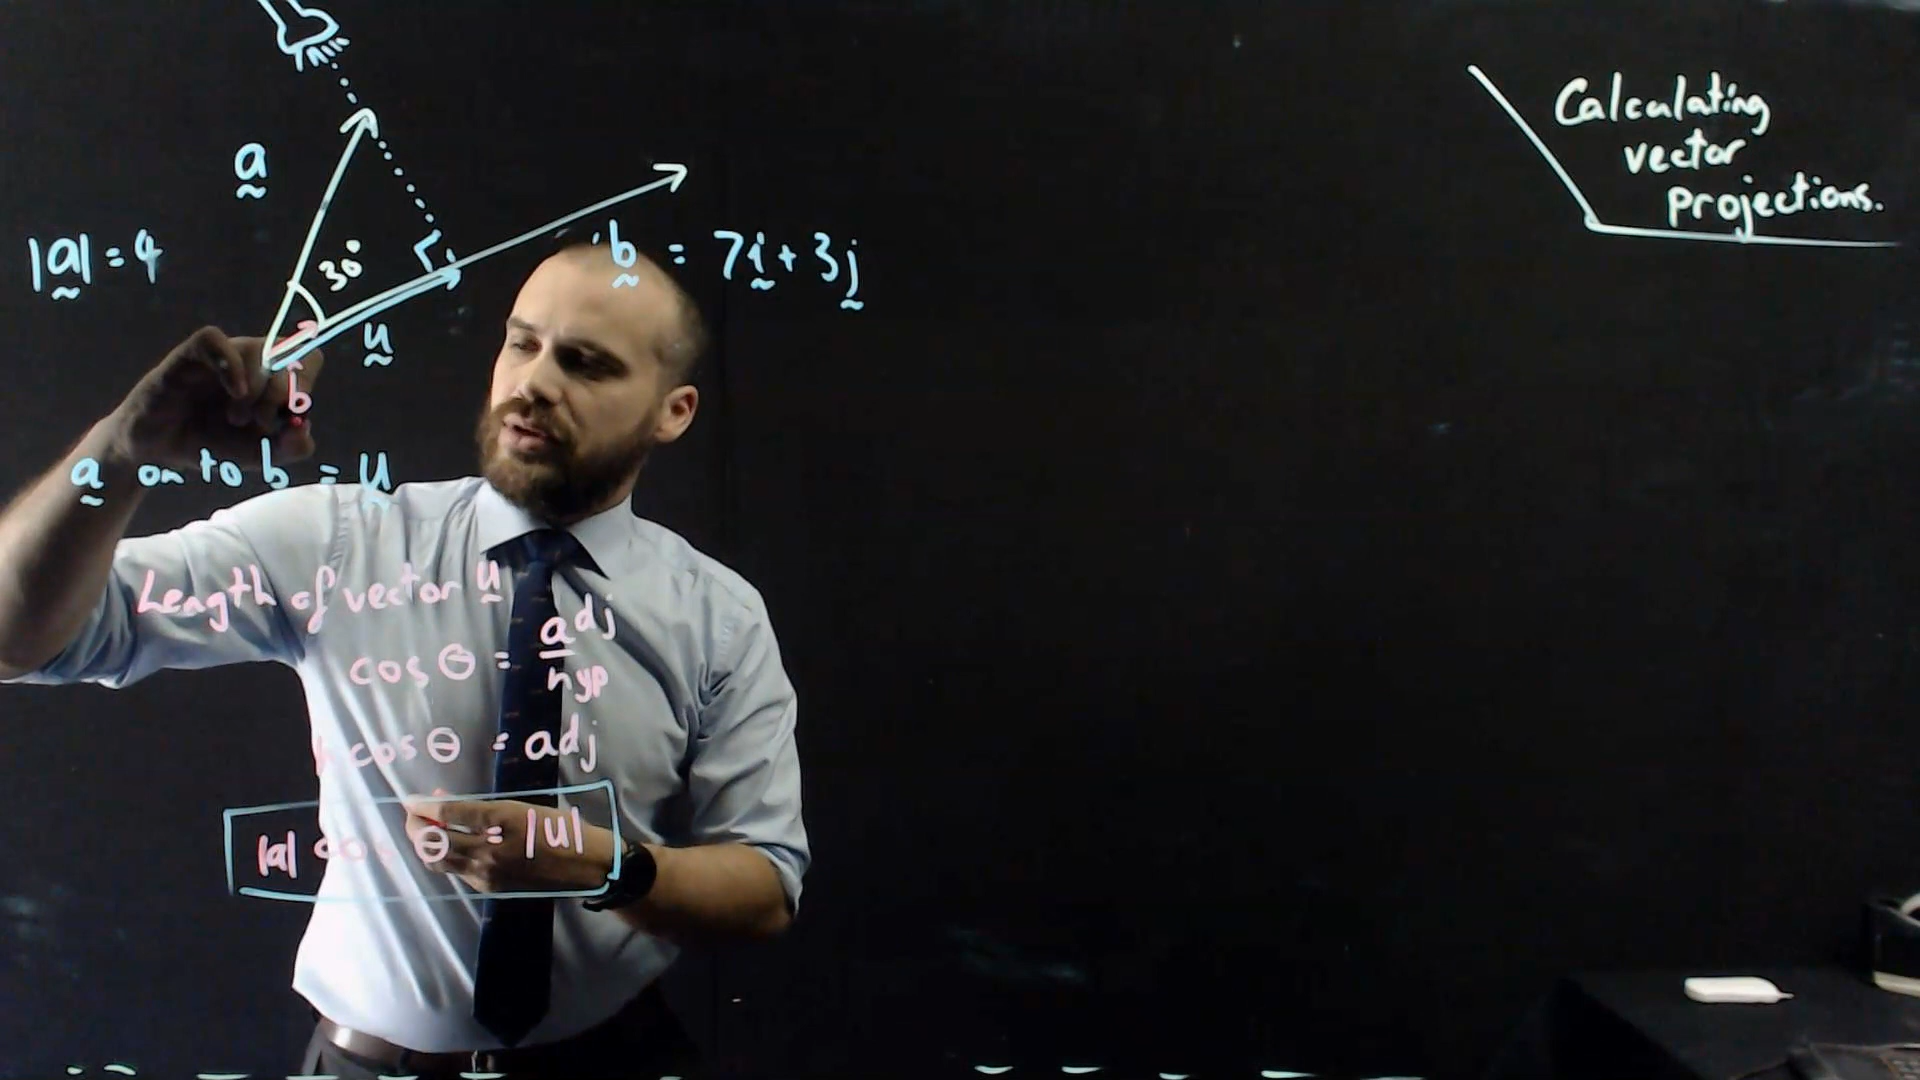 Calculating
vector
projections.
a
|a| = 4
30°
b = 7i + 3j
u
b̂
a on to b = u
Length of vector u
cos θ = adj/hyp
h cos θ = adj
|a| cos θ = |u|